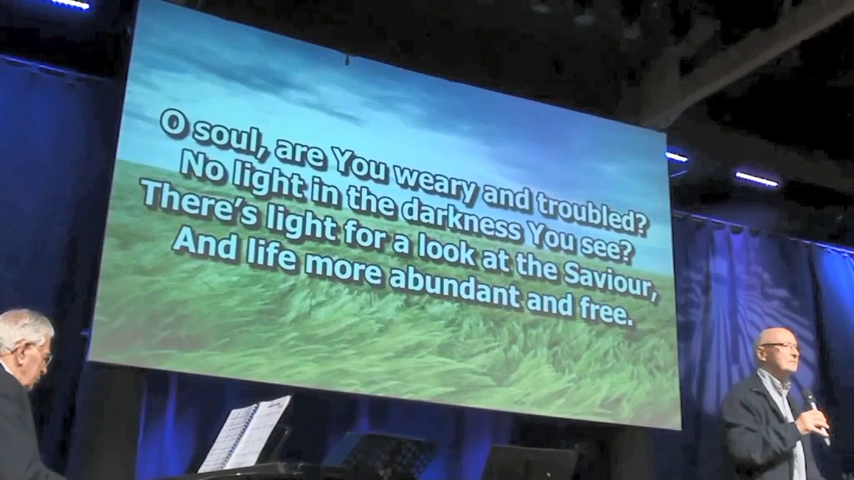 O soul, are You weary and troubled?
No light in the darkness You see?
There's light for a look at the Saviour,
And life more abundant and free.